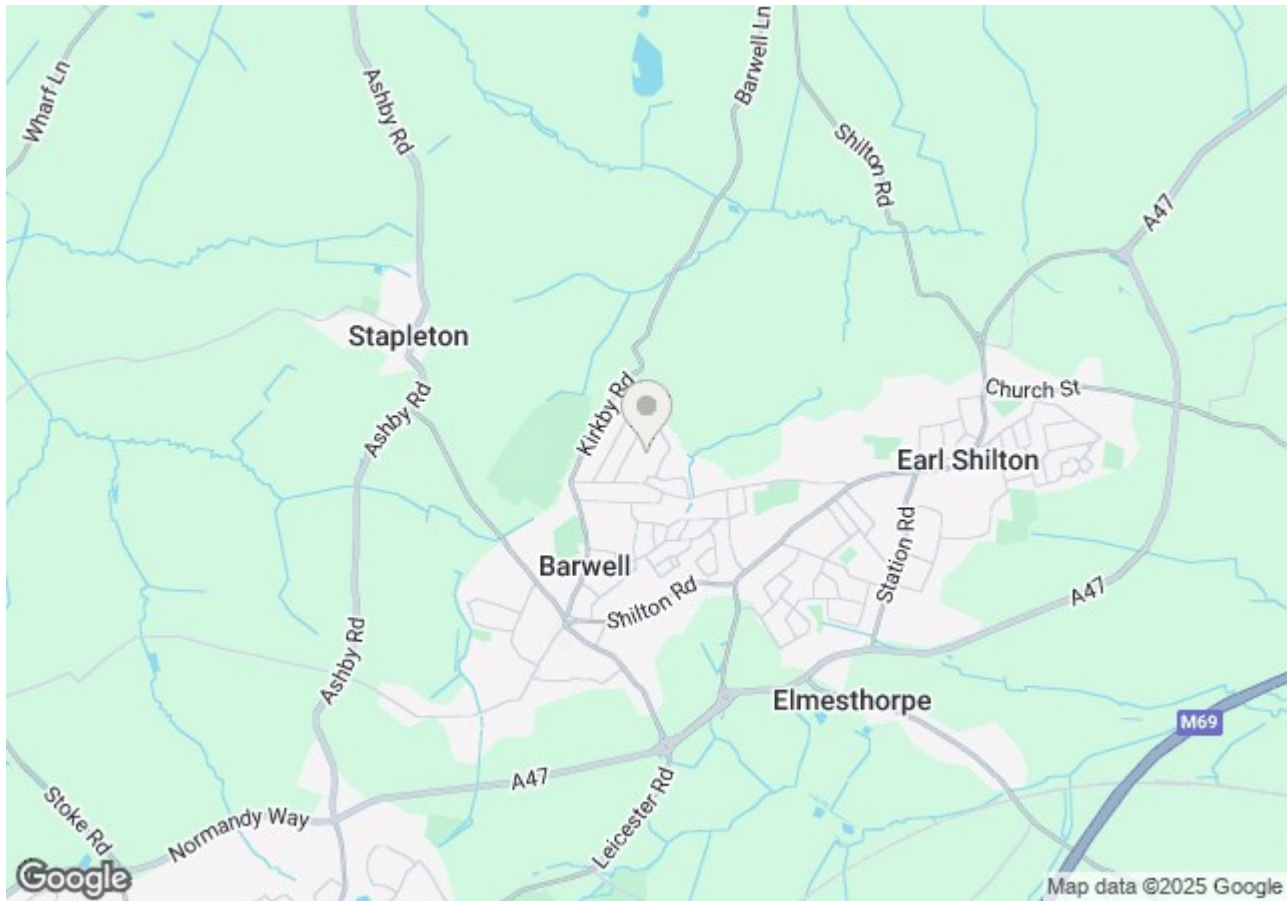 Barwell Ln
Wharf Ln
Ashby Rd
Shilton Rd
A47
Stapleton
Kirkby Rd
Church St
Ashby Rd
Earl Shilton
Station Rd
Barwell
Shilton Rd
A47
Ashby Rd
Elmesthorpe
M69
A47
Stoke Rd
Normandy Way
Leicester Rd
Google
Map data ©2025 Google